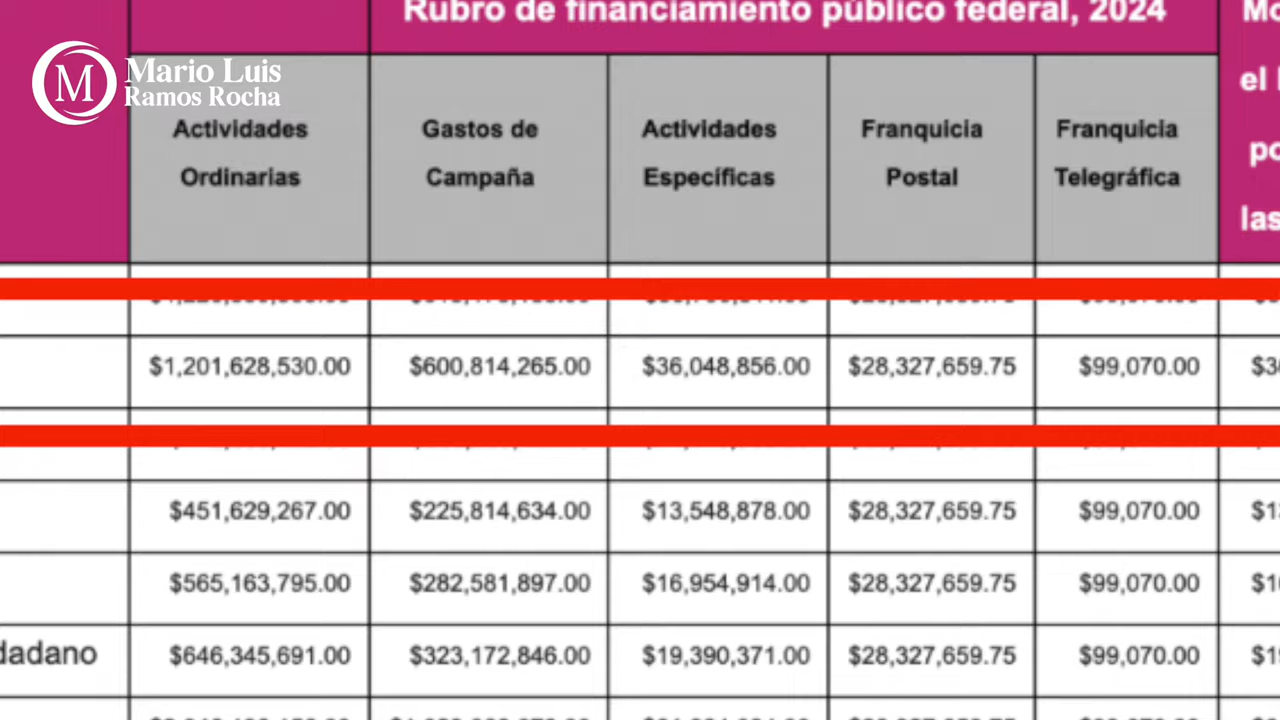 Rubro de financiamiento público federal, 2024
Mario Luis
Ramos Rocha
el
Actividades Gastos de Actividades Franquicia Franquicia
Ordinarias Campaña Específicas Postal Telegráfica
las
$1,201,628,530.00 $600,814,265.00 $36,048,856.00 $28,327,659.75 $99,070.00
$451,629,267.00 $225,814,634.00 $13,548,878.00 $28,327,659.75 $99,070.00
$565,163,795.00 $282,581,897.00 $16,954,914.00 $28,327,659.75 $99,070.00
dadano $646,345,691.00 $323,172,846.00 $19,390,371.00 $28,327,659.75 $99,070.00